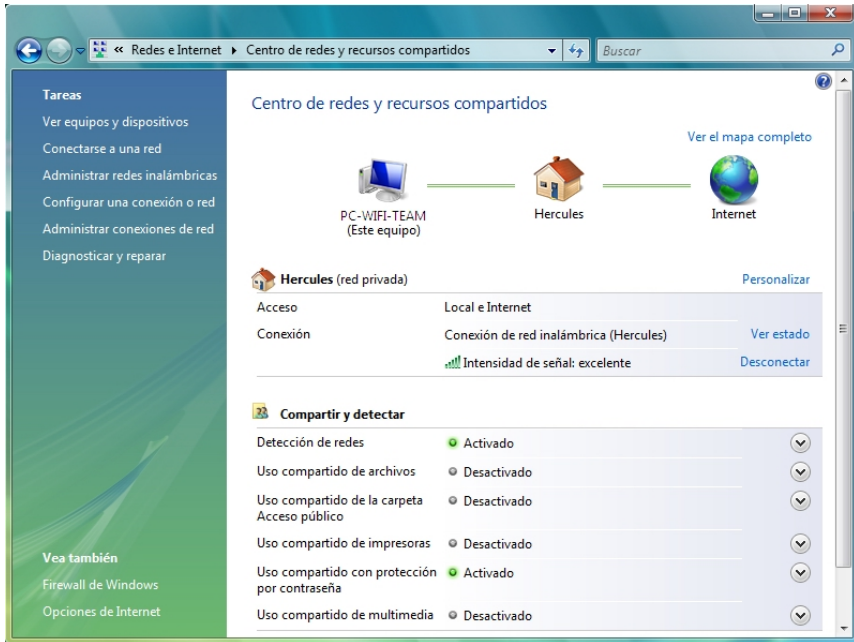 « Redes e Internet ▸ Centro de redes y recursos compartidos
Buscar
Tareas
Ver equipos y dispositivos
Conectarse a una red
Administrar redes inalámbricas
Configurar una conexión o red
Administrar conexiones de red
Diagnosticar y reparar
Vea también
Firewall de Windows
Opciones de Internet
Centro de redes y recursos compartidos
Ver el mapa completo
PC-WIFI-TEAM
(Este equipo)
Hercules
Internet
Hercules (red privada) Personalizar
Acceso Local e Internet
Conexión Conexión de red inalámbrica (Hercules) Ver estado
Intensidad de señal: excelente Desconectar
Compartir y detectar
Detección de redes Activado
Uso compartido de archivos Desactivado
Uso compartido de la carpeta Desactivado
Acceso público
Uso compartido de impresoras Desactivado
Uso compartido con protección Activado
por contraseña
Uso compartido de multimedia Desactivado